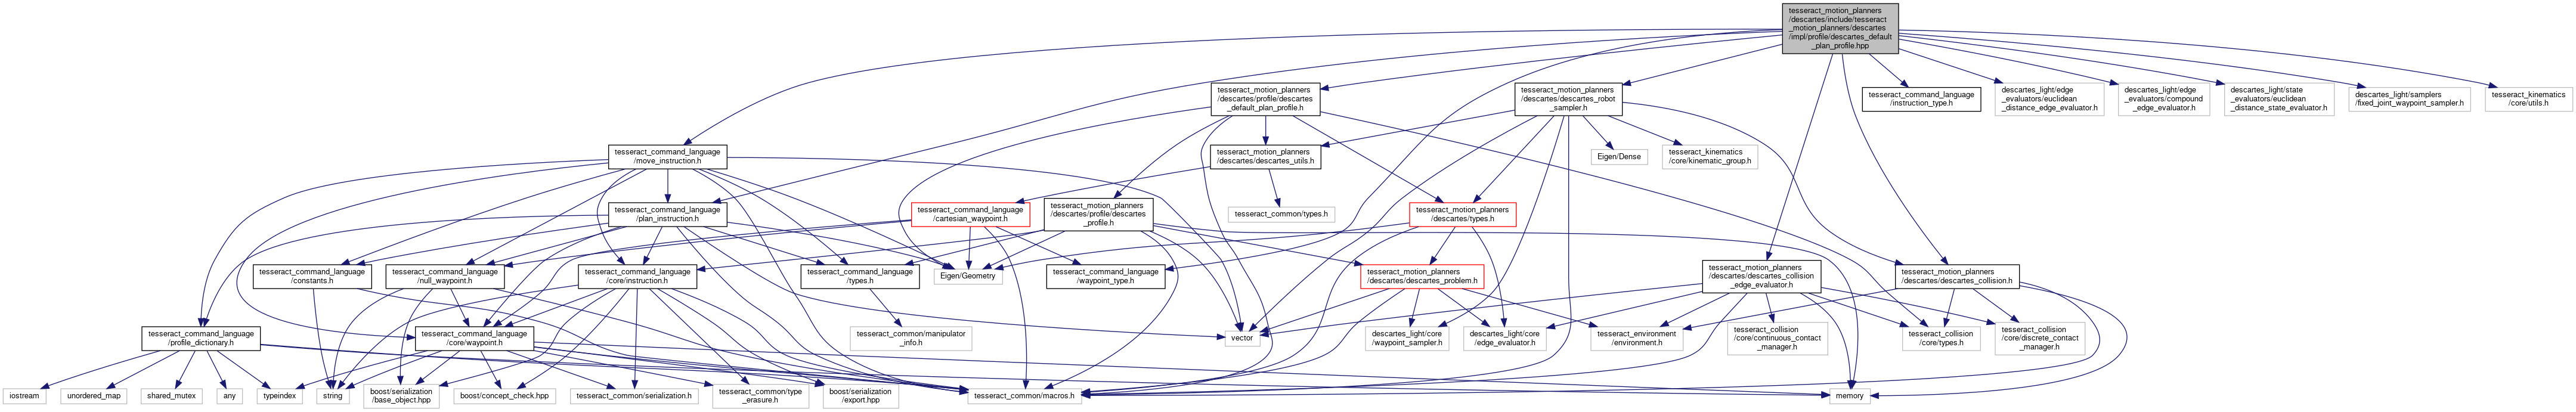 tesseract_motion_planners
/descartes/include/tesseract
_motion_planners/descartes
/impl/profile/descartes_default
_plan_profile.hpp
tesseract_motion_planners
/descartes/profile/descartes
_default_plan_profile.h
tesseract_motion_planners
/descartes/descartes_robot
_sampler.h
tesseract_command_language
/instruction_type.h
descartes_light/edge
_evaluators/euclidean
_distance_edge_evaluator.h
descartes_light/edge
_evaluators/compound
_edge_evaluator.h
descartes_light/state
_evaluators/euclidean
_distance_state_evaluator.h
descartes_light/samplers
/fixed_joint_waypoint_sampler.h
tesseract_kinematics
/core/utils.h
tesseract_command_language
/move_instruction.h
tesseract_motion_planners
/descartes/descartes_utils.h
Eigen/Dense
tesseract_kinematics
/core/kinematic_group.h
tesseract_command_language
/plan_instruction.h
tesseract_command_language
/cartesian_waypoint.h
tesseract_motion_planners
/descartes/profile/descartes
_profile.h
tesseract_common/types.h
tesseract_motion_planners
/descartes/types.h
tesseract_command_language
/constants.h
tesseract_command_language
/null_waypoint.h
tesseract_command_language
/core/instruction.h
tesseract_command_language
/types.h
Eigen/Geometry
tesseract_command_language
/waypoint_type.h
tesseract_motion_planners
/descartes/descartes_problem.h
tesseract_motion_planners
/descartes/descartes_collision
_edge_evaluator.h
tesseract_motion_planners
/descartes/descartes_collision.h
tesseract_command_language
/profile_dictionary.h
tesseract_command_language
/core/waypoint.h
tesseract_common/manipulator
_info.h
vector
descartes_light/core
/waypoint_sampler.h
descartes_light/core
/edge_evaluator.h
tesseract_environment
/environment.h
tesseract_collision
/core/continuous_contact
_manager.h
tesseract_collision
/core/types.h
tesseract_collision
/core/discrete_contact
_manager.h
iostream
unordered_map
shared_mutex
any
typeindex
string
boost/serialization
/base_object.hpp
boost/concept_check.hpp
tesseract_common/serialization.h
tesseract_common/type
_erasure.h
boost/serialization
/export.hpp
tesseract_common/macros.h
memory